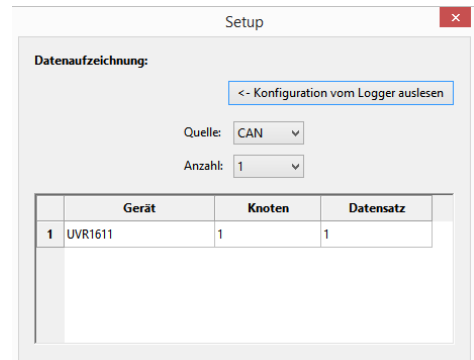 Setup
Datenaufzeichnung:
<- Konfiguration vom Logger auslesen
Quelle: CAN
Anzahl: 1
Gerät Knoten Datensatz
1 UVR1611 1 1